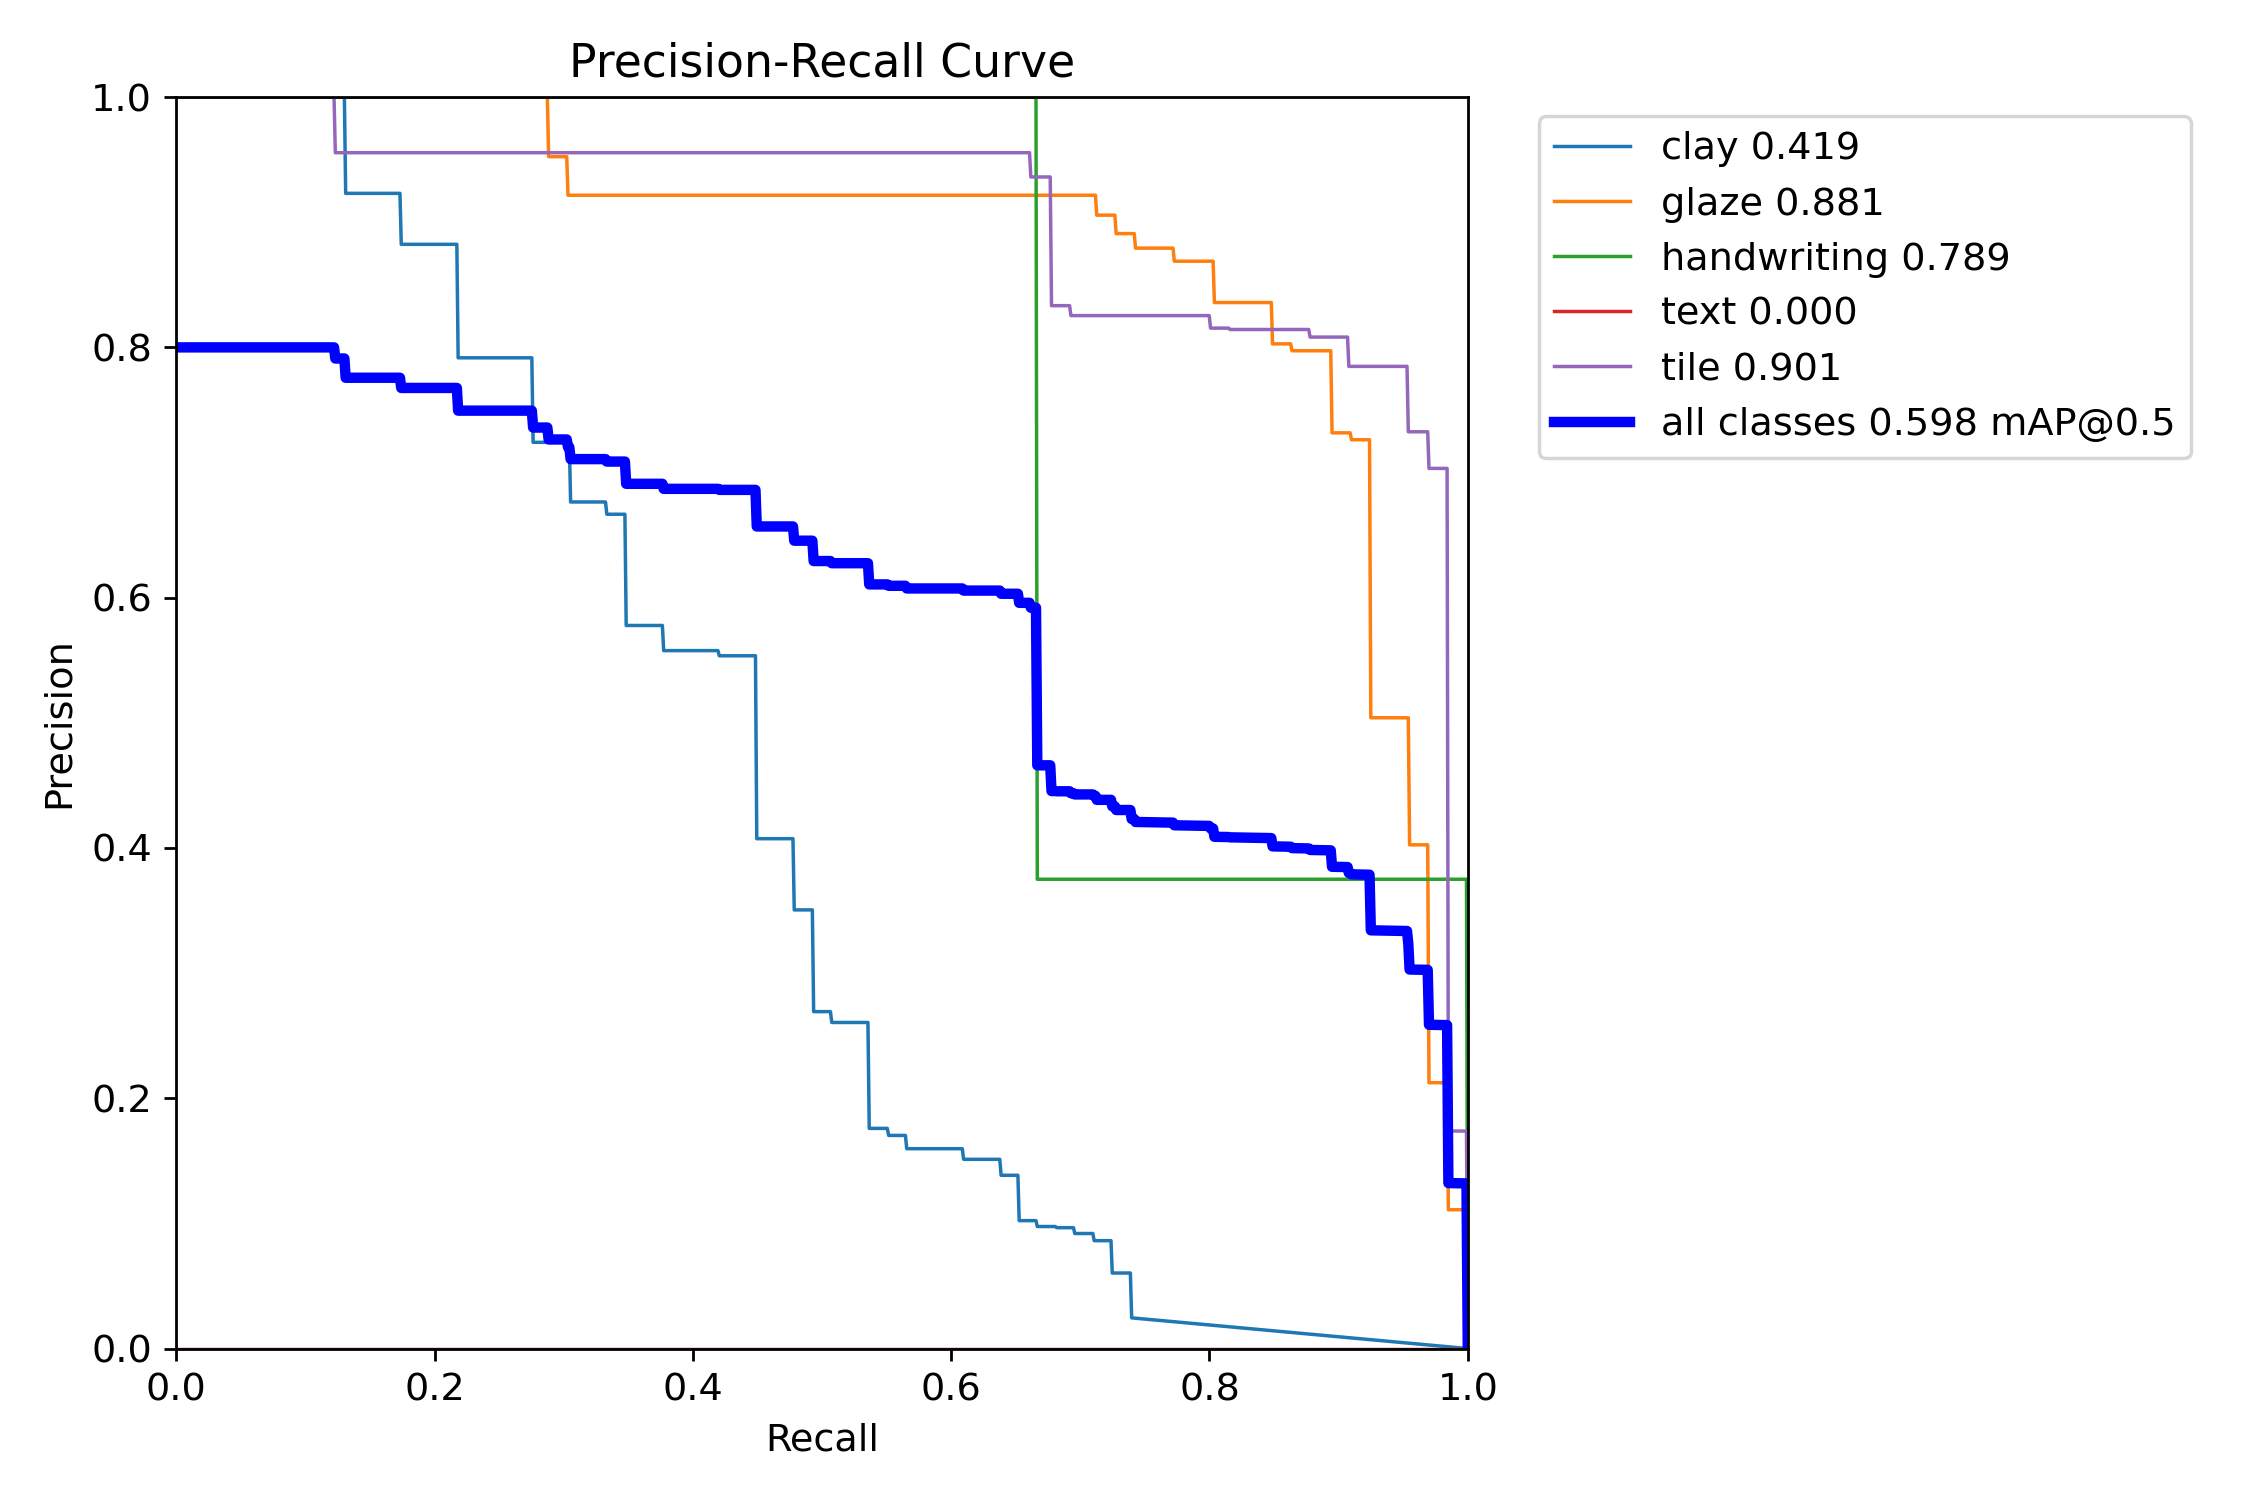 Precision-Recall Curve
1.0
0.8
0.6
0.4
0.2
0.0
Precision
0.0 0.2 0.4 0.6 0.8 1.0
Recall
clay 0.419
glaze 0.881
handwriting 0.789
text 0.000
tile 0.901
all classes 0.598 mAP@0.5